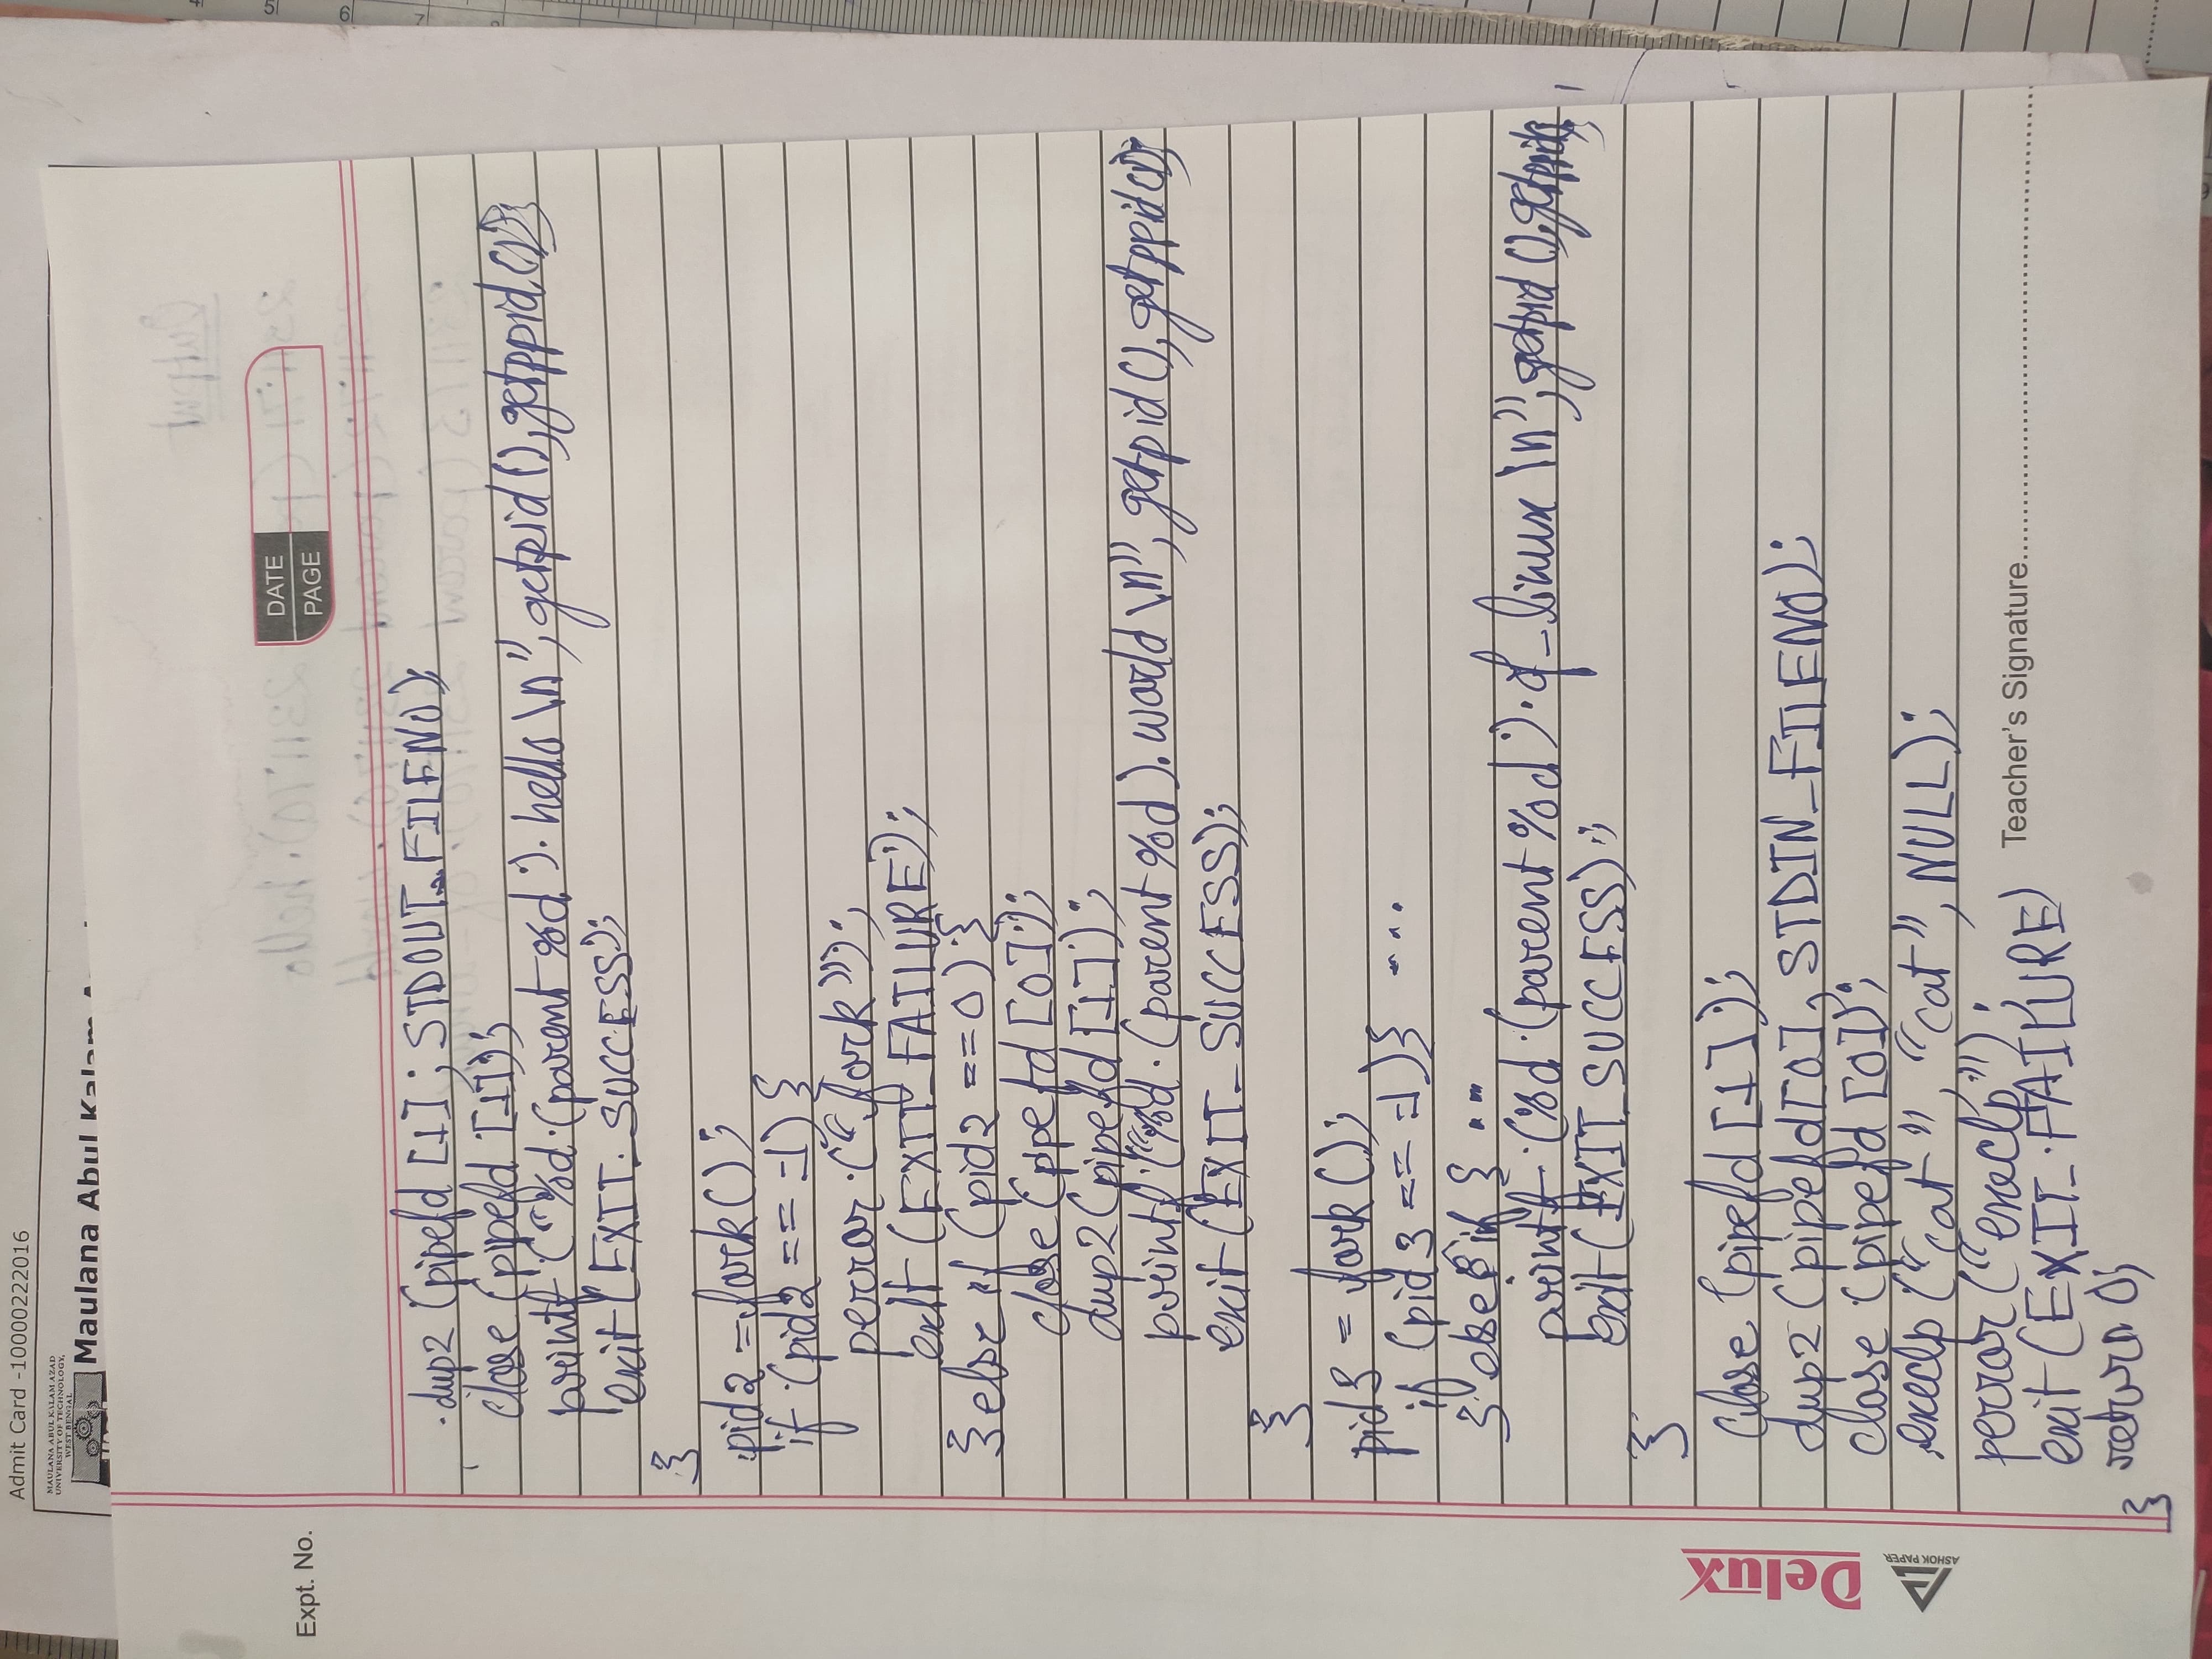 Admit Card -10000222016
MAULANA ABUL KALAM AZAD
UNIVERSITY OF TECHNOLOGY,
WEST BENGAL
Maulana Abul Kalam
DATE
PAGE
Expt. No.
dup2 (pipefd [1] ; STDOUT_FILENO);
close (pipefd [1]);
printf ("%d (parent %d). hello \n", getpid (), getppid ());
exit (EXIT_SUCCESS);
}
pid2 = fork ();
if (pid2 == -1) {
perror ("fork");
exit (EXIT_FAILURE);
} else if (pid2 == 0) {
close (ppefd [0]);
dup2 (pipefd [1]);
printf ("%d. (parent %d). world \n", getpid (), getppid ());
exit (EXIT_SUCCESS);
}
pid3 = fork ();
if (pid3 == -1) } ...
} else if { ...
printf (%d (parent %d). of_linux \n", getpid (), getppid
exit (EXIT_SUCCESS);
}
close (pipefd [1]);
dup2 (pipefd[0], STDIN_FILENO);
close (pipefd [0]);
execlp ("cat", "cat", NULL);
perror ("execlp");
exit (EXIT_FAILURE)
return 0;
}
Teacher's Signature
Delux
ASHOK PAPER